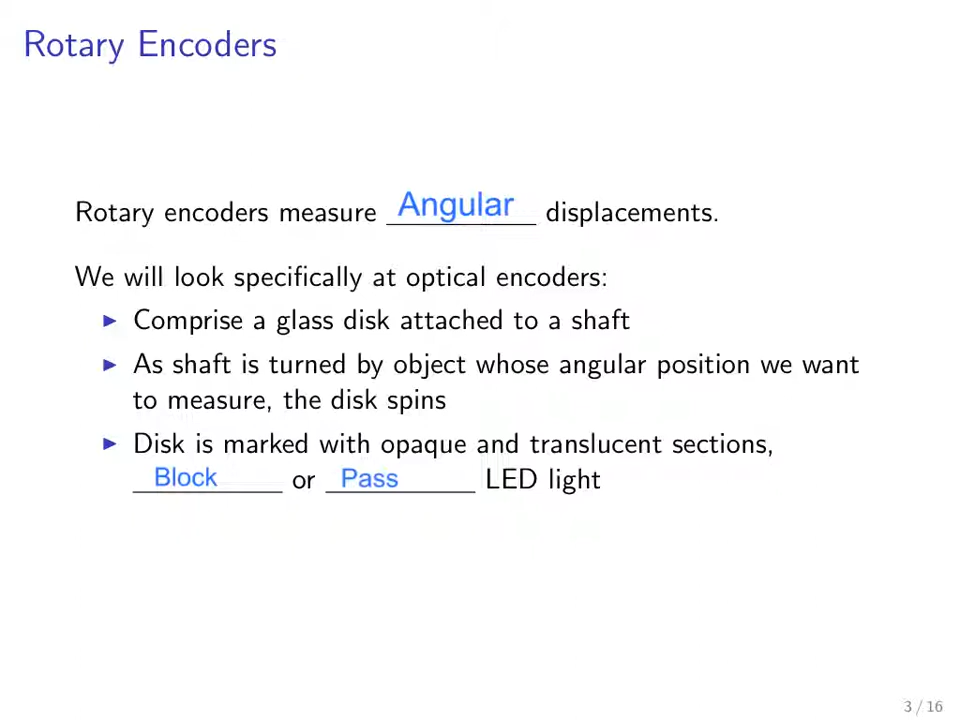 Rotary Encoders
Rotary encoders measure Angular displacements.
We will look specifically at optical encoders:
▶ Comprise a glass disk attached to a shaft
▶ As shaft is turned by object whose angular position we want
to measure, the disk spins
▶ Disk is marked with opaque and translucent sections,
Block or Pass LED light
3 / 16